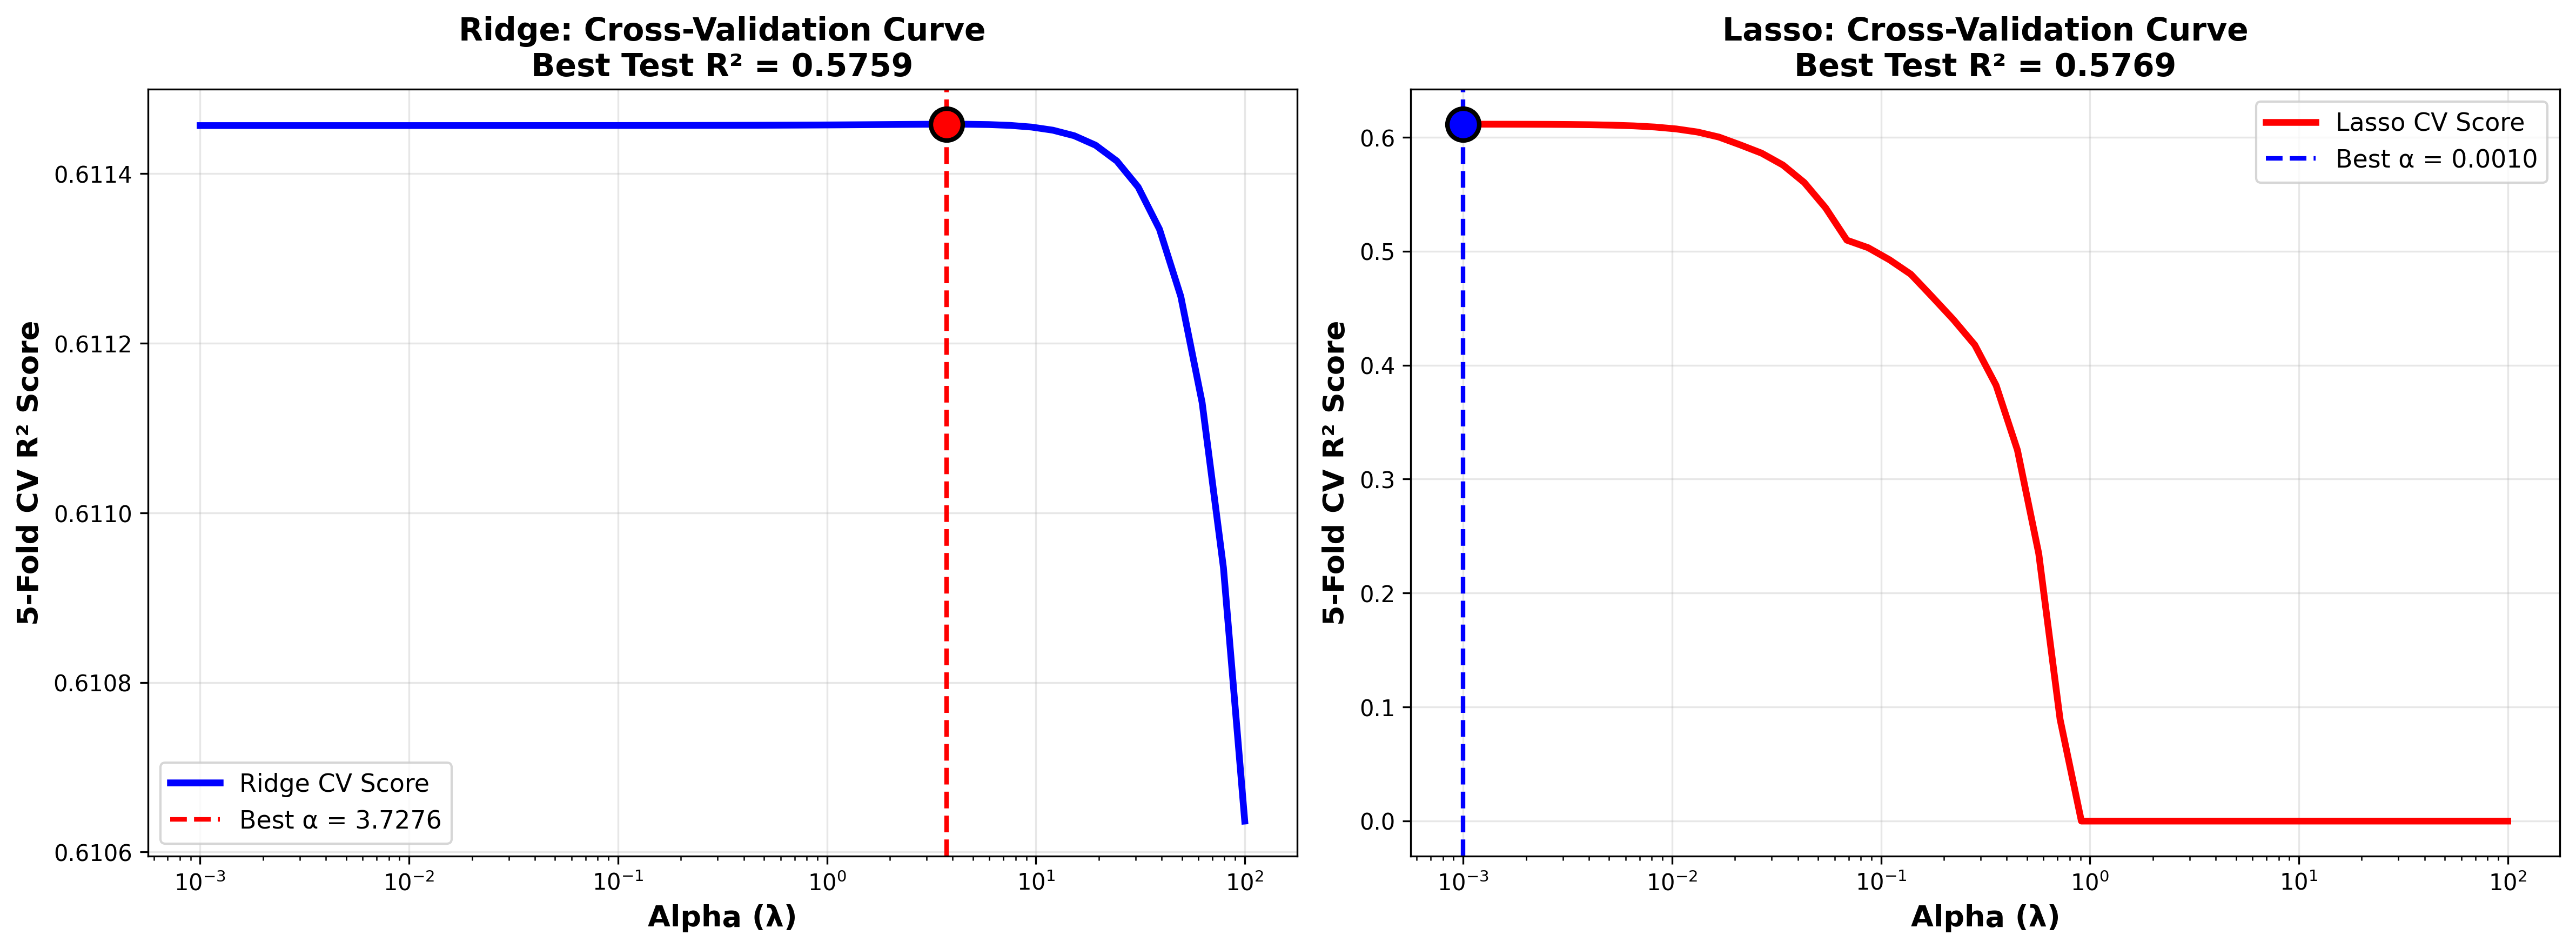 Ridge: Cross-Validation Curve
Best Test R² = 0.5759
5-Fold CV R² Score
0.6114
0.6112
0.6110
0.6108
0.6106
Ridge CV Score
Best α = 3.7276
10⁻³ 10⁻² 10⁻¹ 10⁰ 10¹ 10²
Alpha (λ)
Lasso: Cross-Validation Curve
Best Test R² = 0.5769
5-Fold CV R² Score
0.6
0.5
0.4
0.3
0.2
0.1
0.0
Lasso CV Score
Best α = 0.0010
10⁻³ 10⁻² 10⁻¹ 10⁰ 10¹ 10²
Alpha (λ)